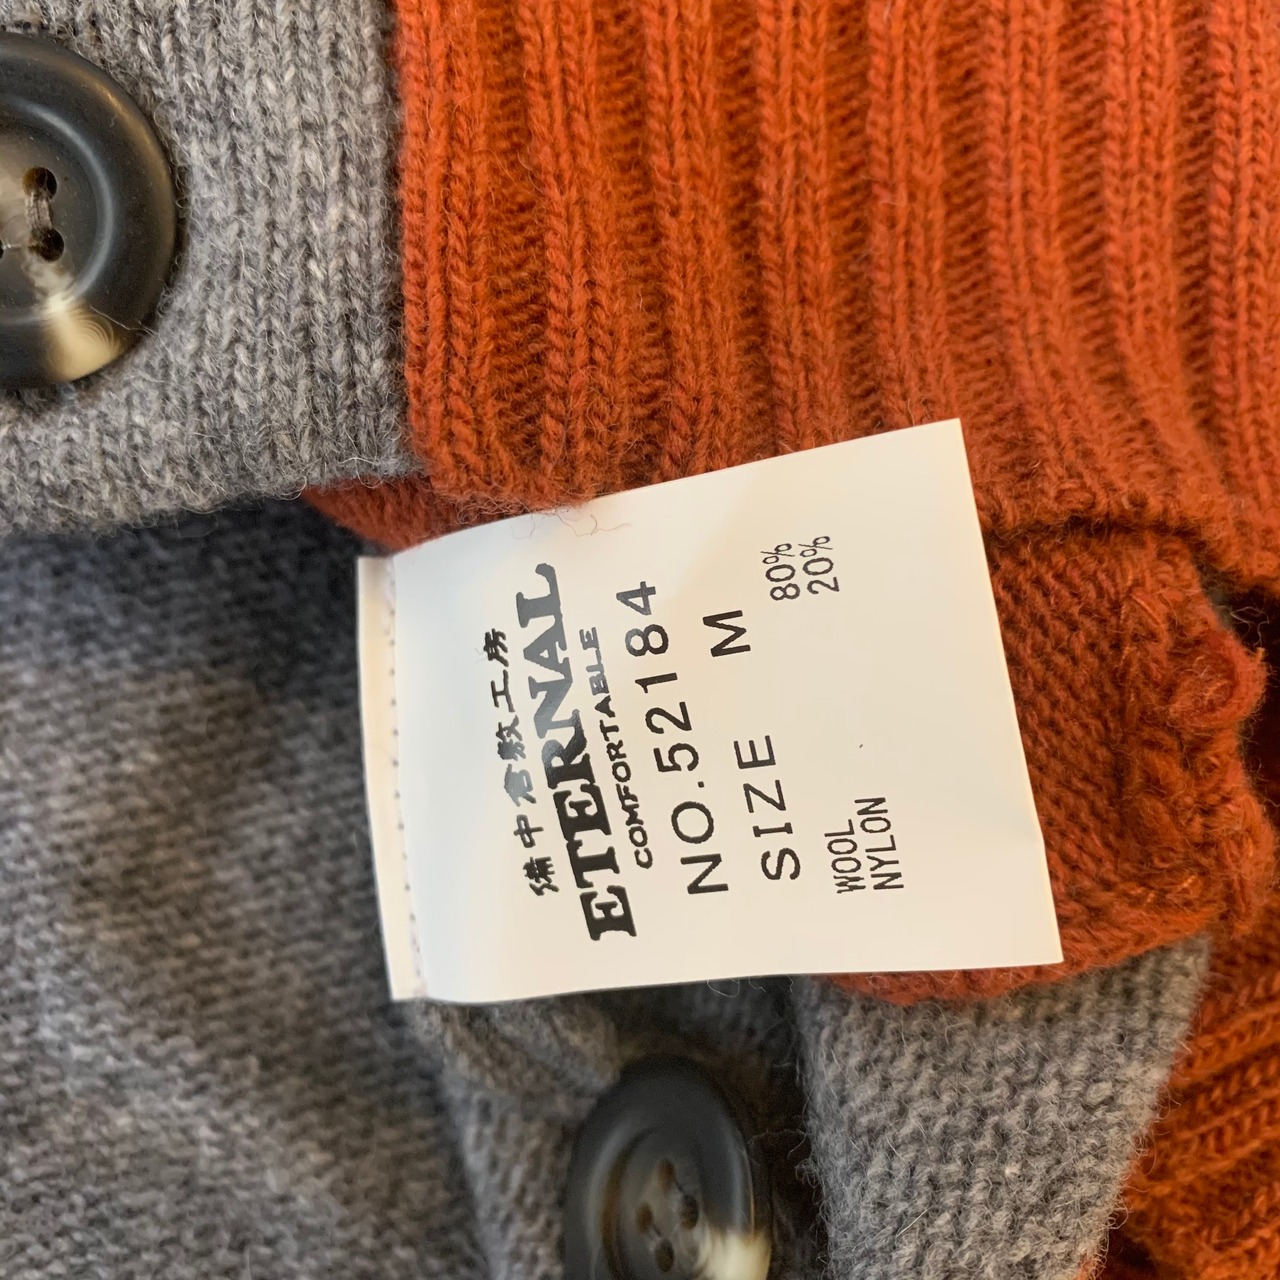 備中倉敷工房
ETERNAL
COMFORTABLE
NO.52184
SIZE M
WOOL 80%
NYLON 20%